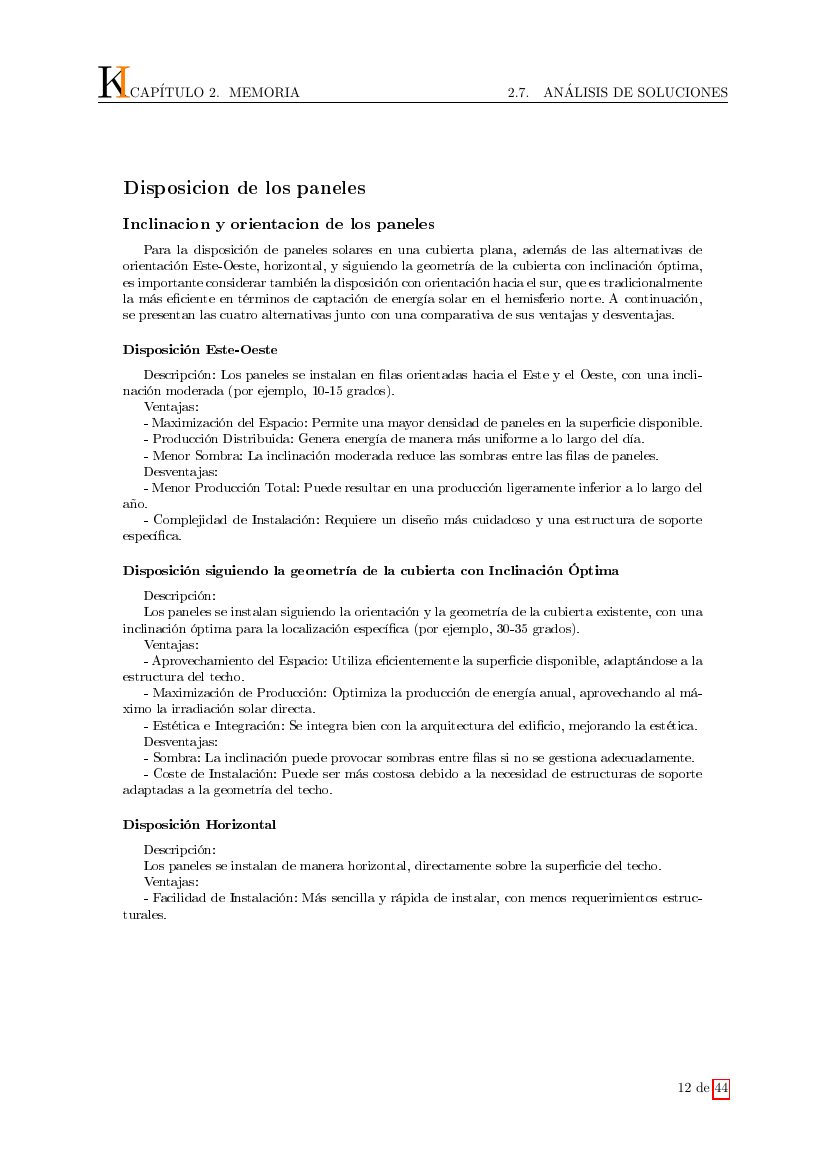 KI CAPÍTULO 2. MEMORIA 2.7. ANÁLISIS DE SOLUCIONES
Disposicion de los paneles
Inclinacion y orientacion de los paneles
Para la disposición de paneles solares en una cubierta plana, además de las alternativas de
orientación Este-Oeste, horizontal, y siguiendo la geometría de la cubierta con inclinación óptima,
es importante considerar también la disposición con orientación hacia el sur, que es tradicionalmente
la más eficiente en términos de captación de energía solar en el hemisferio norte. A continuación,
se presentan las cuatro alternativas junto con una comparativa de sus ventajas y desventajas.
Disposición Este-Oeste
Descripción: Los paneles se instalan en filas orientadas hacia el Este y el Oeste, con una incli-
nación moderada (por ejemplo, 10-15 grados).
Ventajas:
- Maximización del Espacio: Permite una mayor densidad de paneles en la superficie disponible.
- Producción Distribuida: Genera energía de manera más uniforme a lo largo del día.
- Menor Sombra: La inclinación moderada reduce las sombras entre las filas de paneles.
Desventajas:
- Menor Producción Total: Puede resultar en una producción ligeramente inferior a lo largo del
año.
- Complejidad de Instalación: Requiere un diseño más cuidadoso y una estructura de soporte
específica.
Disposición siguiendo la geometría de la cubierta con Inclinación Óptima
Descripción:
Los paneles se instalan siguiendo la orientación y la geometría de la cubierta existente, con una
inclinación óptima para la localización específica (por ejemplo, 30-35 grados).
Ventajas:
- Aprovechamiento del Espacio: Utiliza eficientemente la superficie disponible, adaptándose a la
estructura del techo.
- Maximización de Producción: Optimiza la producción de energía anual, aprovechando al má-
ximo la irradiación solar directa.
- Estética e Integración: Se integra bien con la arquitectura del edificio, mejorando la estética.
Desventajas:
- Sombra: La inclinación puede provocar sombras entre filas si no se gestiona adecuadamente.
- Coste de Instalación: Puede ser más costosa debido a la necesidad de estructuras de soporte
adaptadas a la geometría del techo.
Disposición Horizontal
Descripción:
Los paneles se instalan de manera horizontal, directamente sobre la superficie del techo.
Ventajas:
- Facilidad de Instalación: Más sencilla y rápida de instalar, con menos requerimientos estruc-
turales.
12 de 44